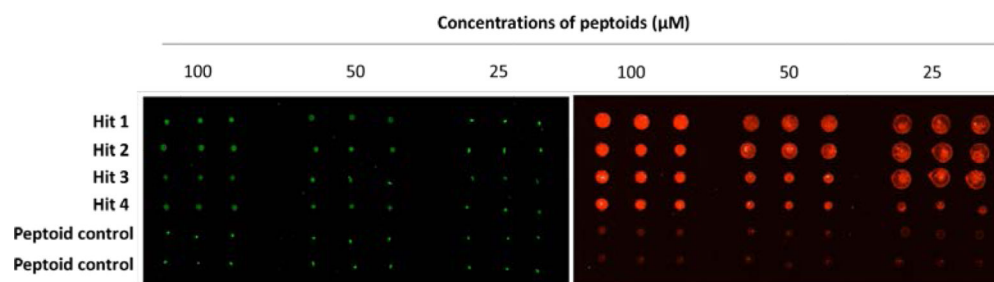 Concentrations of peptoids (µM)
100 50 25 100 50 25
Hit 1
Hit 2
Hit 3
Hit 4
Peptoid control
Peptoid control